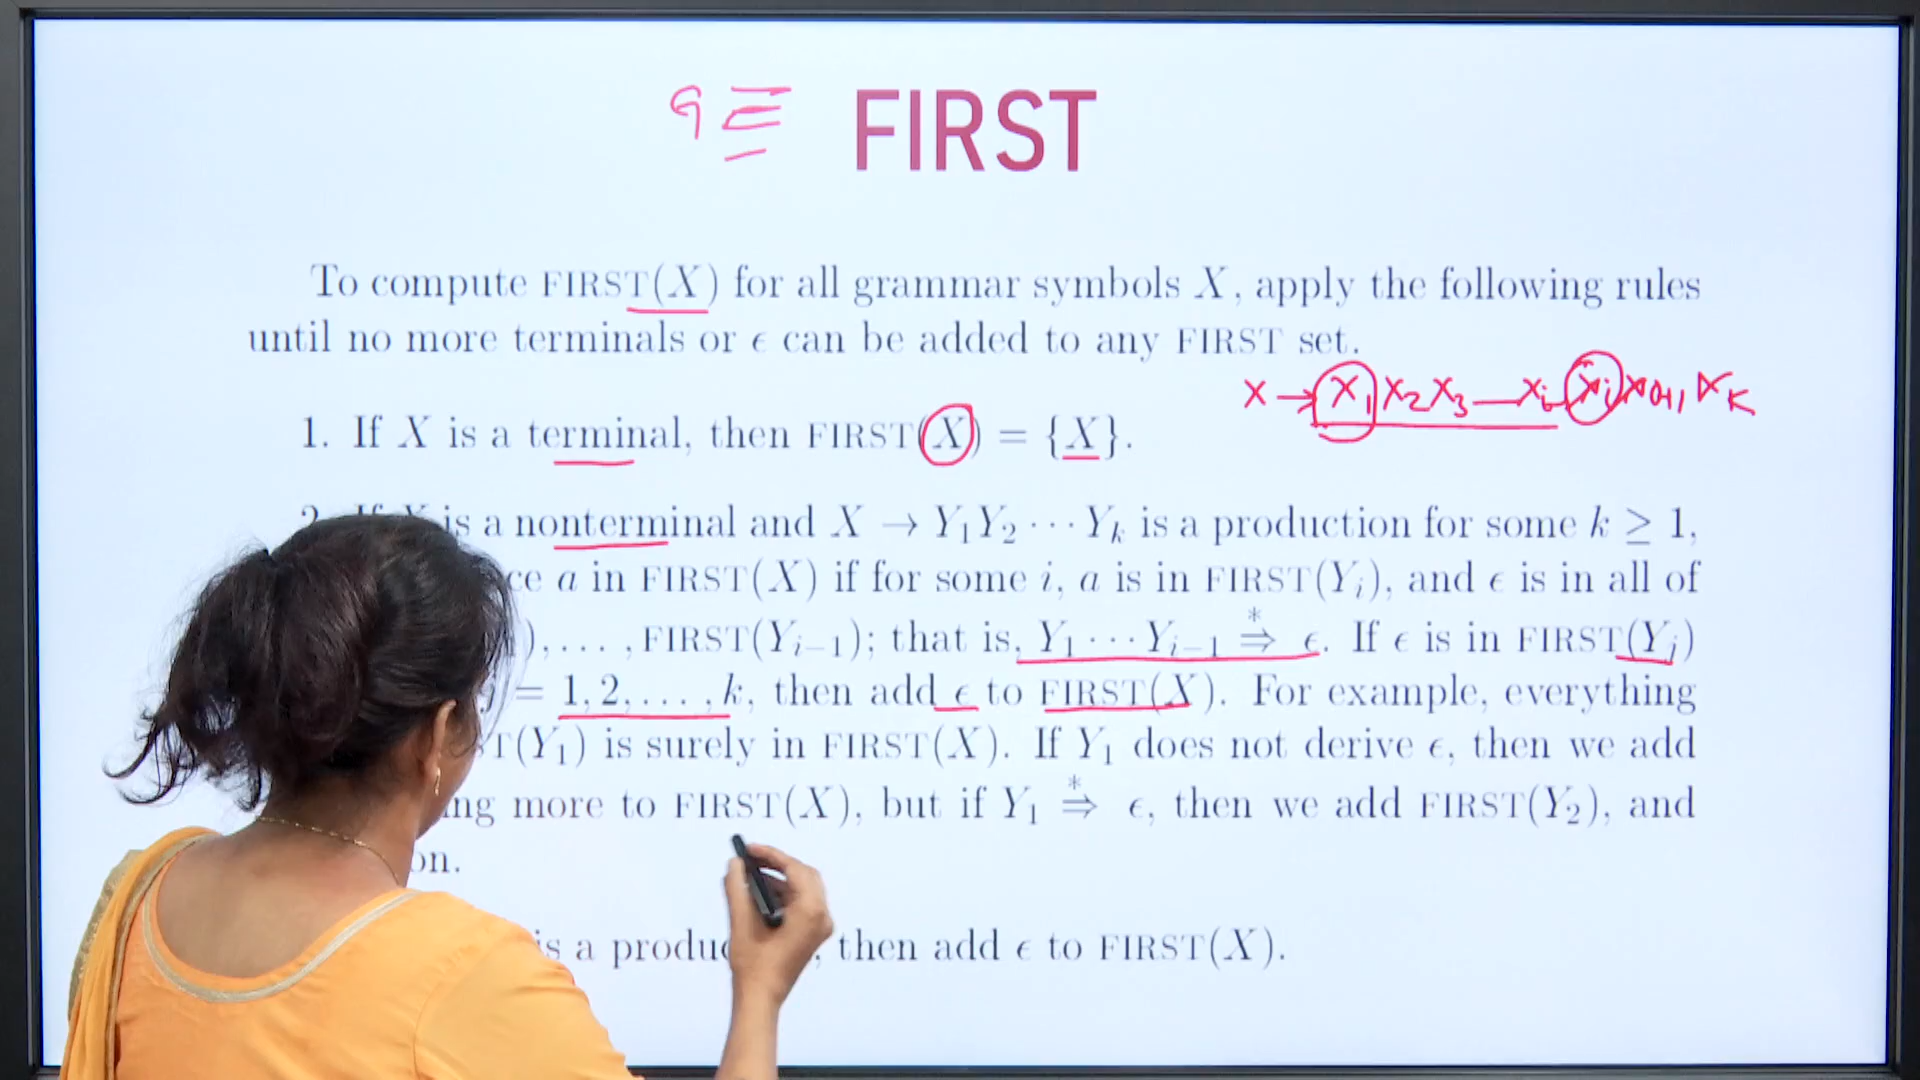 FIRST
To compute FIRST(X) for all grammar symbols X, apply the following rules
until no more terminals or ϵ can be added to any FIRST set.
X → X₁ X₂ X₃
1. If X is a terminal, then FIRST(X) = {X}.
is a nonterminal and X → Y₁Y₂ ··· Yₖ is a production for some k ≥ 1,
a in FIRST(X) if for some i, a is in FIRST(Yᵢ), and ϵ is in all of
), . . . , FIRST(Yᵢ₋₁); that is, Y₁ ··· Yᵢ₋₁ ⇒* ϵ. If ϵ is in FIRST(Yⱼ)
= 1, 2, . . . , k, then add ϵ to FIRST(X). For example, everything
(Y₁) is surely in FIRST(X). If Y₁ does not derive ϵ, then we add
more to FIRST(X), but if Y₁ ⇒* ϵ, then we add FIRST(Y₂), and
on.
is a produ , then add ϵ to FIRST(X).